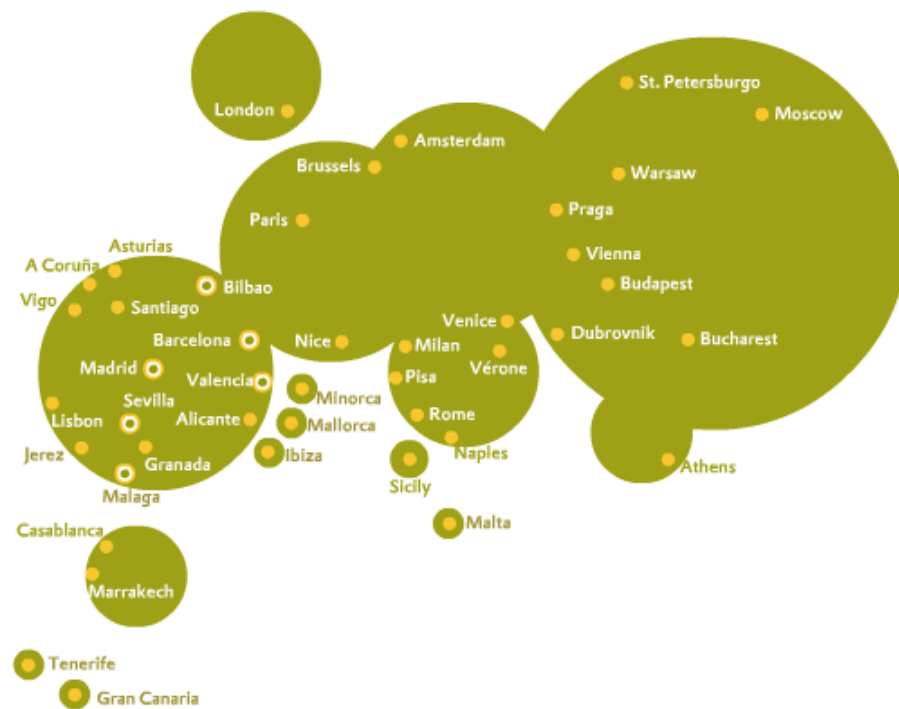 St. Petersburgo
London
Moscow
Amsterdam
Brussels
Warsaw
Praga
Paris
Asturias
Vienna
A Coruña
Bilbao
Budapest
Vigo
Santiago
Venice
Dubrovnik
Barcelona
Nice
Milan
Bucharest
Vérone
Madrid
Valencia
Pisa
Minorca
Sevilla
Lisbon
Alicante
Mallorca
Rome
Jerez
Granada
Ibiza
Naples
Athens
Malaga
Sicily
Malta
Casablanca
Marrakech
Tenerife
Gran Canaria